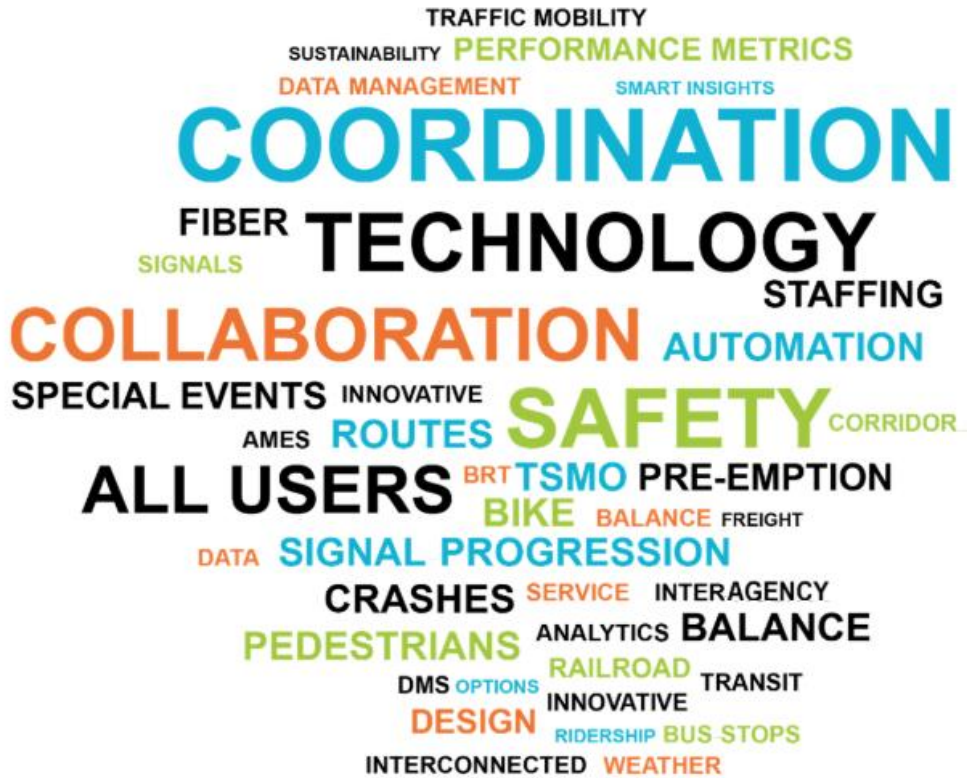 TRAFFIC MOBILITY
SUSTAINABILITY PERFORMANCE METRICS
DATA MANAGEMENT SMART INSIGHTS
COORDINATION
FIBER TECHNOLOGY
SIGNALS
STAFFING
COLLABORATION AUTOMATION
SPECIAL EVENTS INNOVATIVE SAFETY CORRIDOR
AMES ROUTES
ALL USERS BRT TSMO PRE-EMPTION
BIKE BALANCE FREIGHT
DATA SIGNAL PROGRESSION
CRASHES SERVICE INTERAGENCY
PEDESTRIANS ANALYTICS BALANCE
RAILROAD
DMS OPTIONS INNOVATIVE TRANSIT
DESIGN RIDERSHIP BUS STOPS
INTERCONNECTED WEATHER